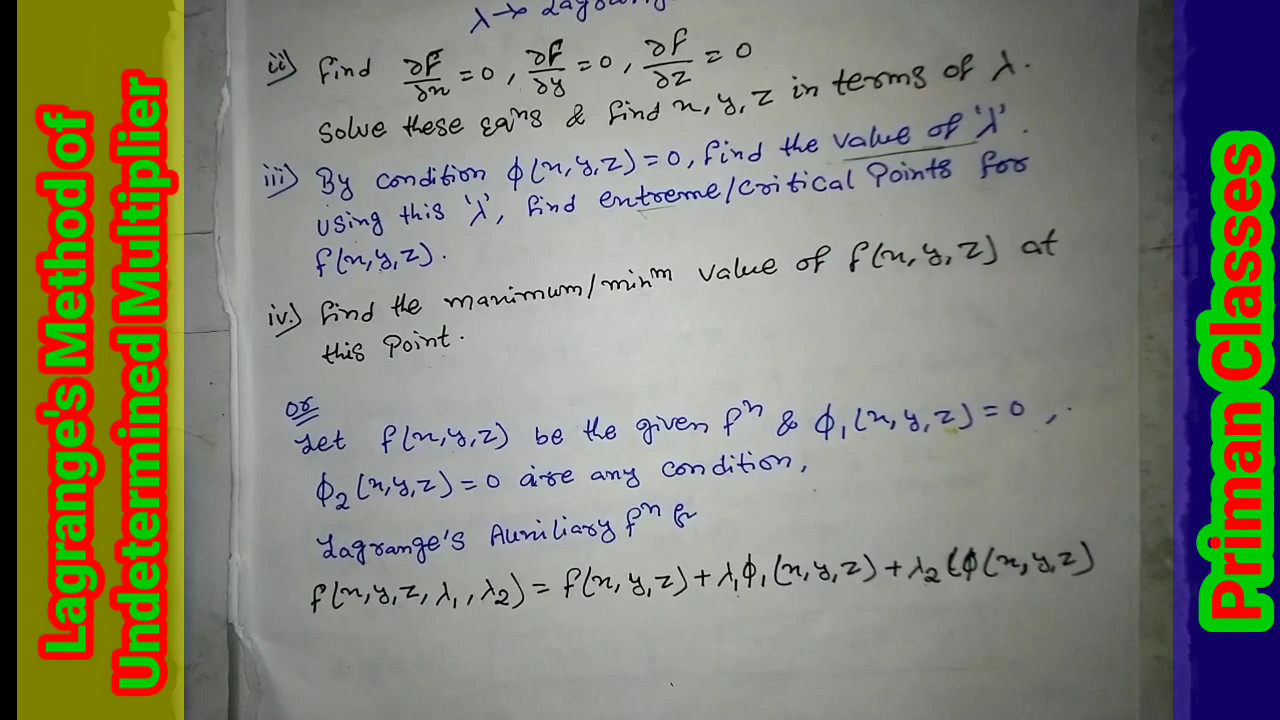 Lagrange's Method of
Undetermined Multiplier
λ → Lagrang
ii) Find ∂F/∂x = 0, ∂F/∂y = 0, ∂F/∂z = 0
Solve these eqⁿs & find x, y, z in terms of λ.
iii) By condition ϕ(x,y,z) = 0, find the value of 'λ'.
using this 'λ', find extreme/critical points for
f(x,y,z).
iv.) Find the maximum/minᵐ value of f(x,y,z) at
this point.
or
Let f(x,y,z) be the given fⁿ & ϕ₁(x,y,z) = 0,
ϕ₂(x,y,z) = 0 are any condition,
Lagrange's Auxiliary fⁿ
F(x,y,z,λ₁,λ₂) = f(x,y,z) + λ₁ϕ₁(x,y,z) + λ₂(ϕ(x,y,z)
Priman Classes